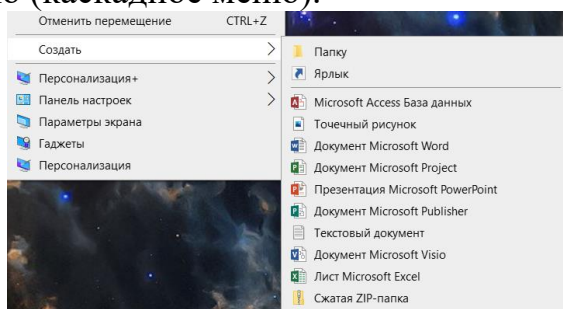 (каскадное меню).
Отменить перемещение CTRL+Z
Создать
Персонализация+
Панель настроек
Параметры экрана
Гаджеты
Персонализация
Папку
Ярлык
Microsoft Access База данных
Точечный рисунок
Документ Microsoft Word
Документ Microsoft Project
Презентация Microsoft PowerPoint
Документ Microsoft Publisher
Текстовый документ
Документ Microsoft Visio
Лист Microsoft Excel
Сжатая ZIP-папка